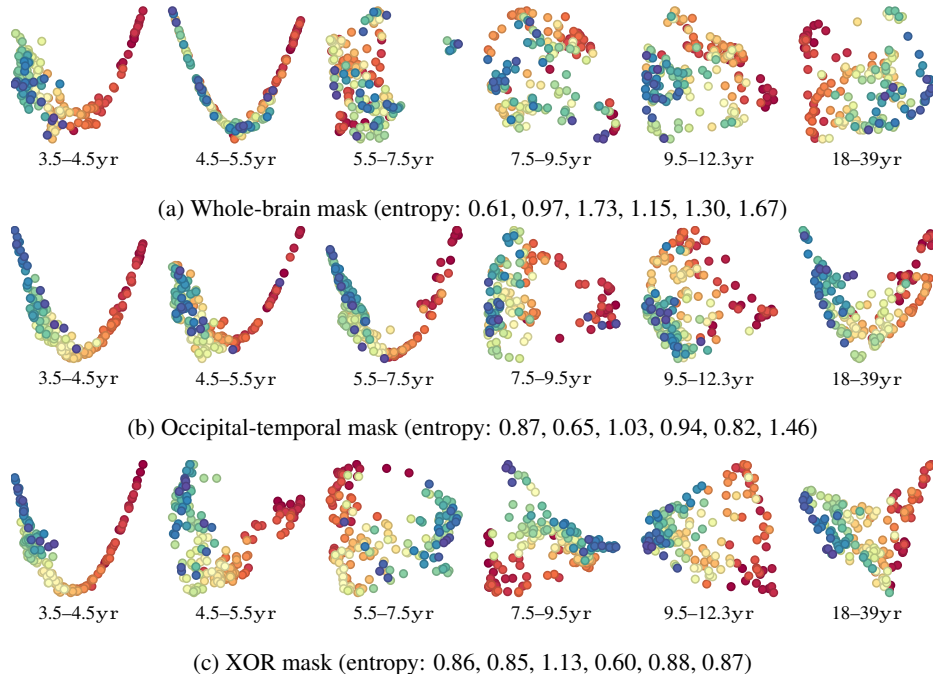 3.5–4.5yr 4.5–5.5yr 5.5–7.5yr 7.5–9.5yr 9.5–12.3yr 18–39yr
(a) Whole-brain mask (entropy: 0.61, 0.97, 1.73, 1.15, 1.30, 1.67)
3.5–4.5yr 4.5–5.5yr 5.5–7.5yr 7.5–9.5yr 9.5–12.3yr 18–39yr
(b) Occipital-temporal mask (entropy: 0.87, 0.65, 1.03, 0.94, 0.82, 1.46)
3.5–4.5yr 4.5–5.5yr 5.5–7.5yr 7.5–9.5yr 9.5–12.3yr 18–39yr
(c) XOR mask (entropy: 0.86, 0.85, 1.13, 0.60, 0.88, 0.87)